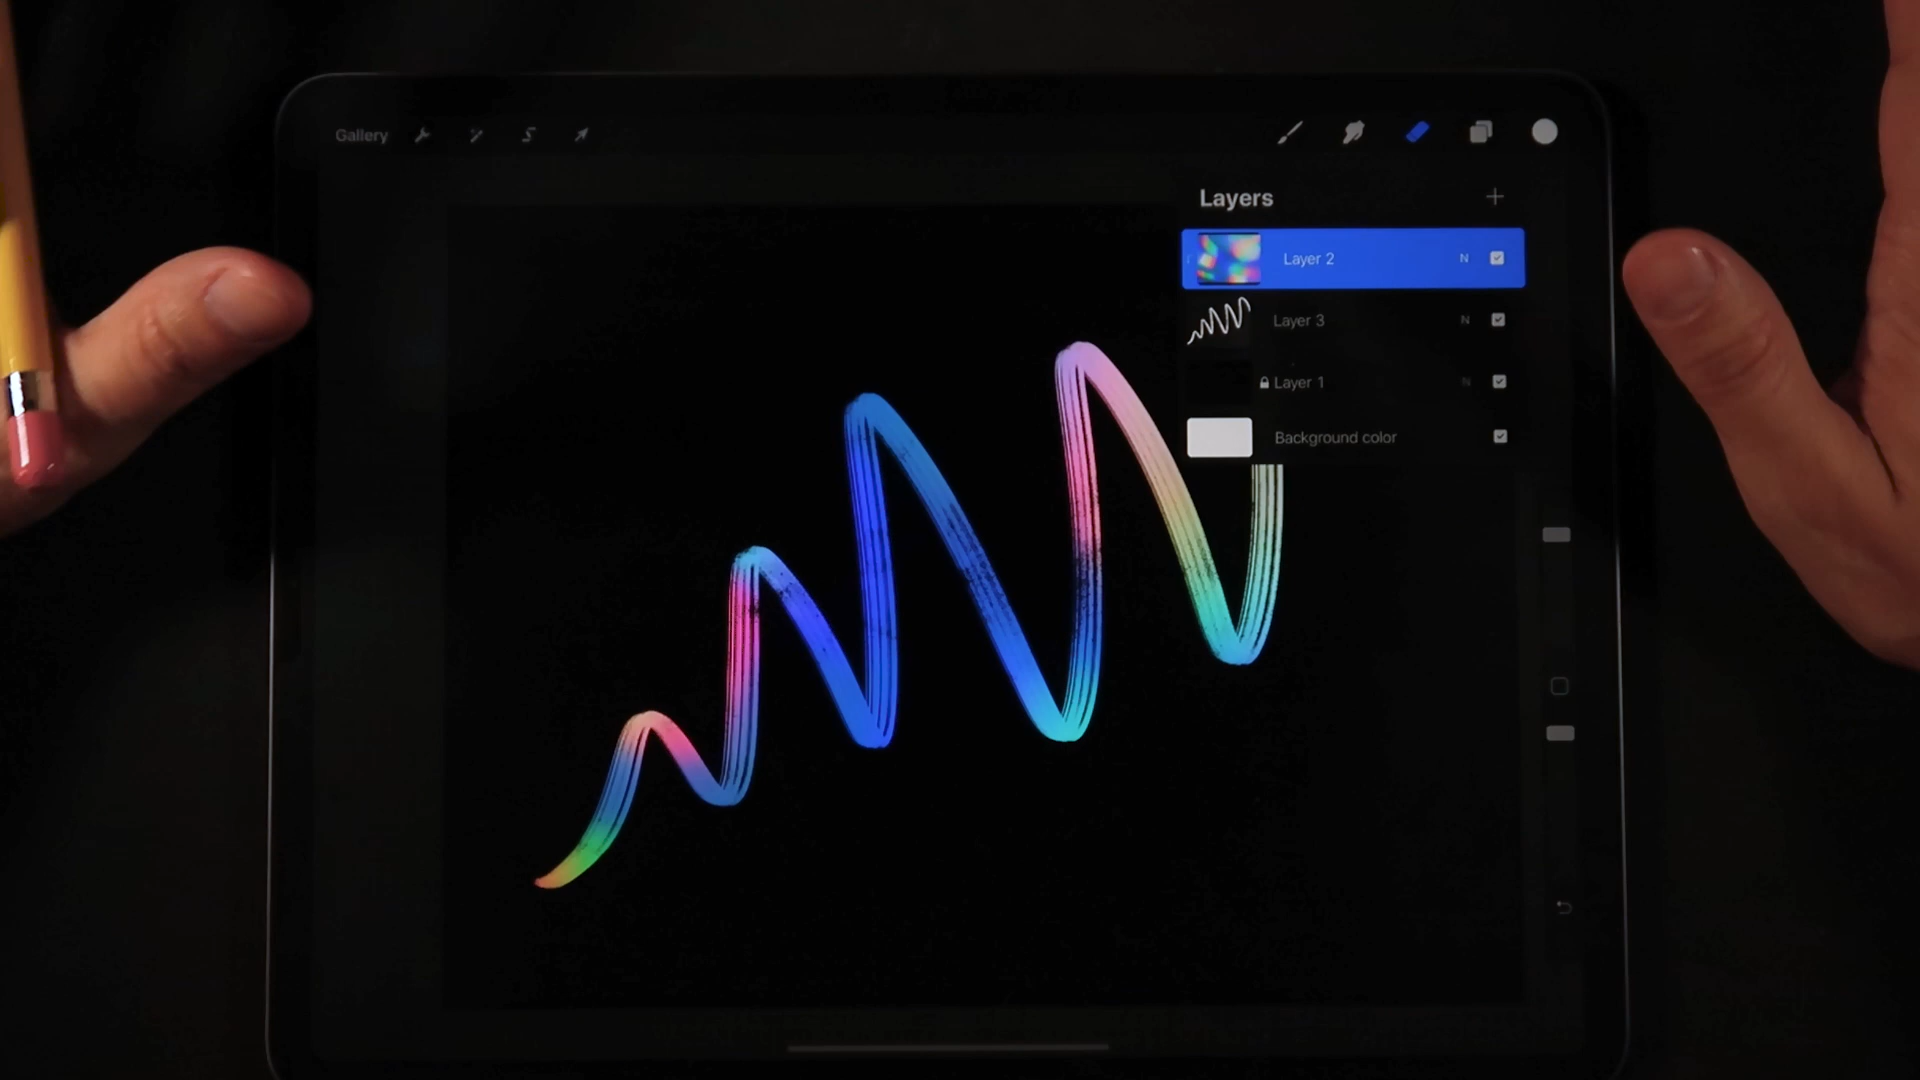 Gallery
Layers
Layer 2 N
Layer 3 N
Layer 1 N
Background color